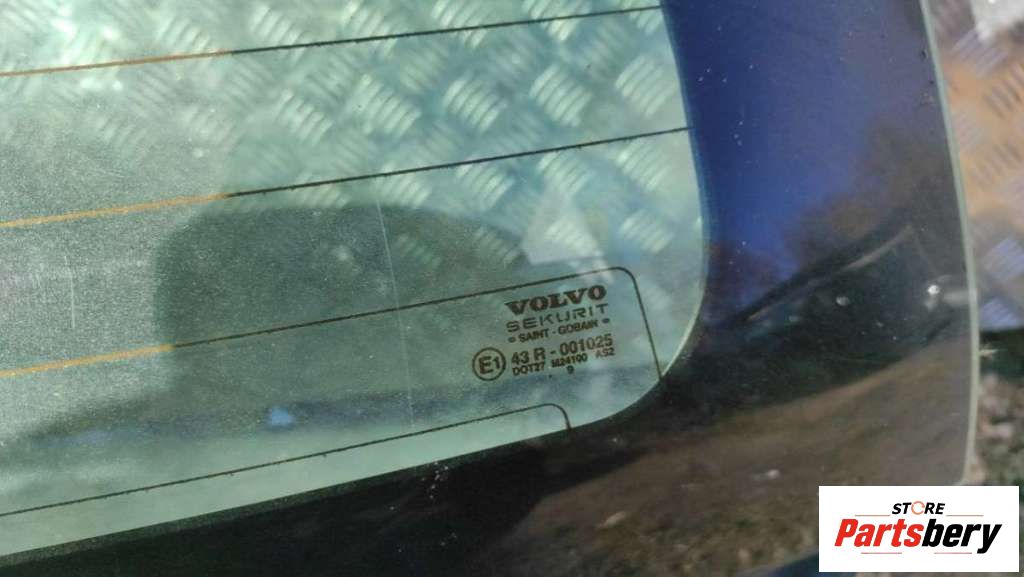 VOLVO
SEKURIT
SAINT - GOBAIN
E1 43 R - 001025
DOT27 M24100 AS2
9
STORE
Partsbery